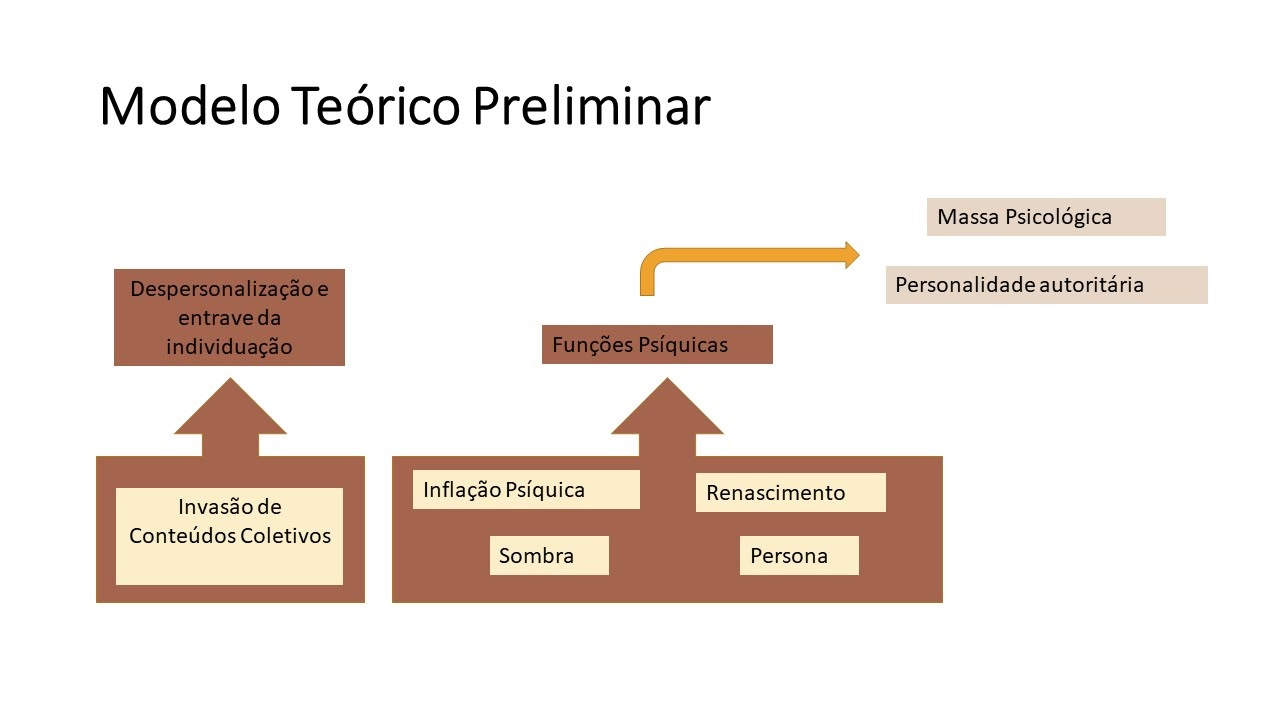 Modelo Teórico Preliminar
Massa Psicológica
Personalidade autoritária
Despersonalização e
entrave da
individuação
Funções Psíquicas
Invasão de
Conteúdos Coletivos
Inflação Psíquica
Renascimento
Sombra
Persona